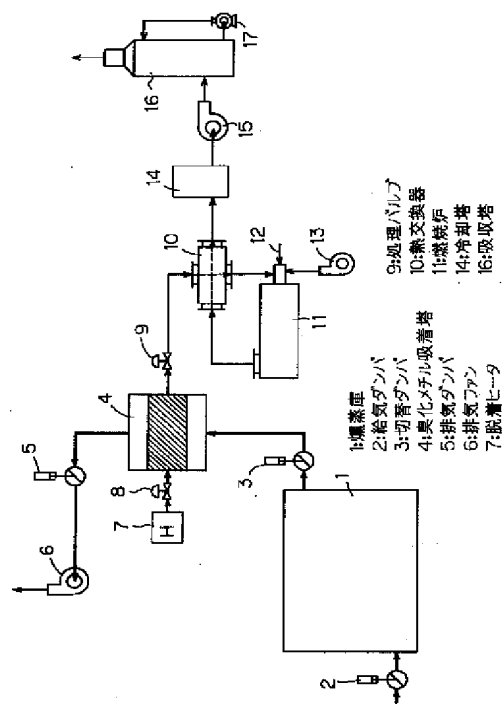 17
16
15
14
10
12
13
11
9
4
8
H
7
5
6
3
1
2
1:燻蒸庫
2:給気ダンパ
3:切替ダンパ
4:臭化メチル吸着塔
5:排気ダンパ
6:排気ファン
7:脱着ヒータ
9:処理バルブ
10:熱交換器
11:燃焼炉
14:冷却塔
16:吸収塔